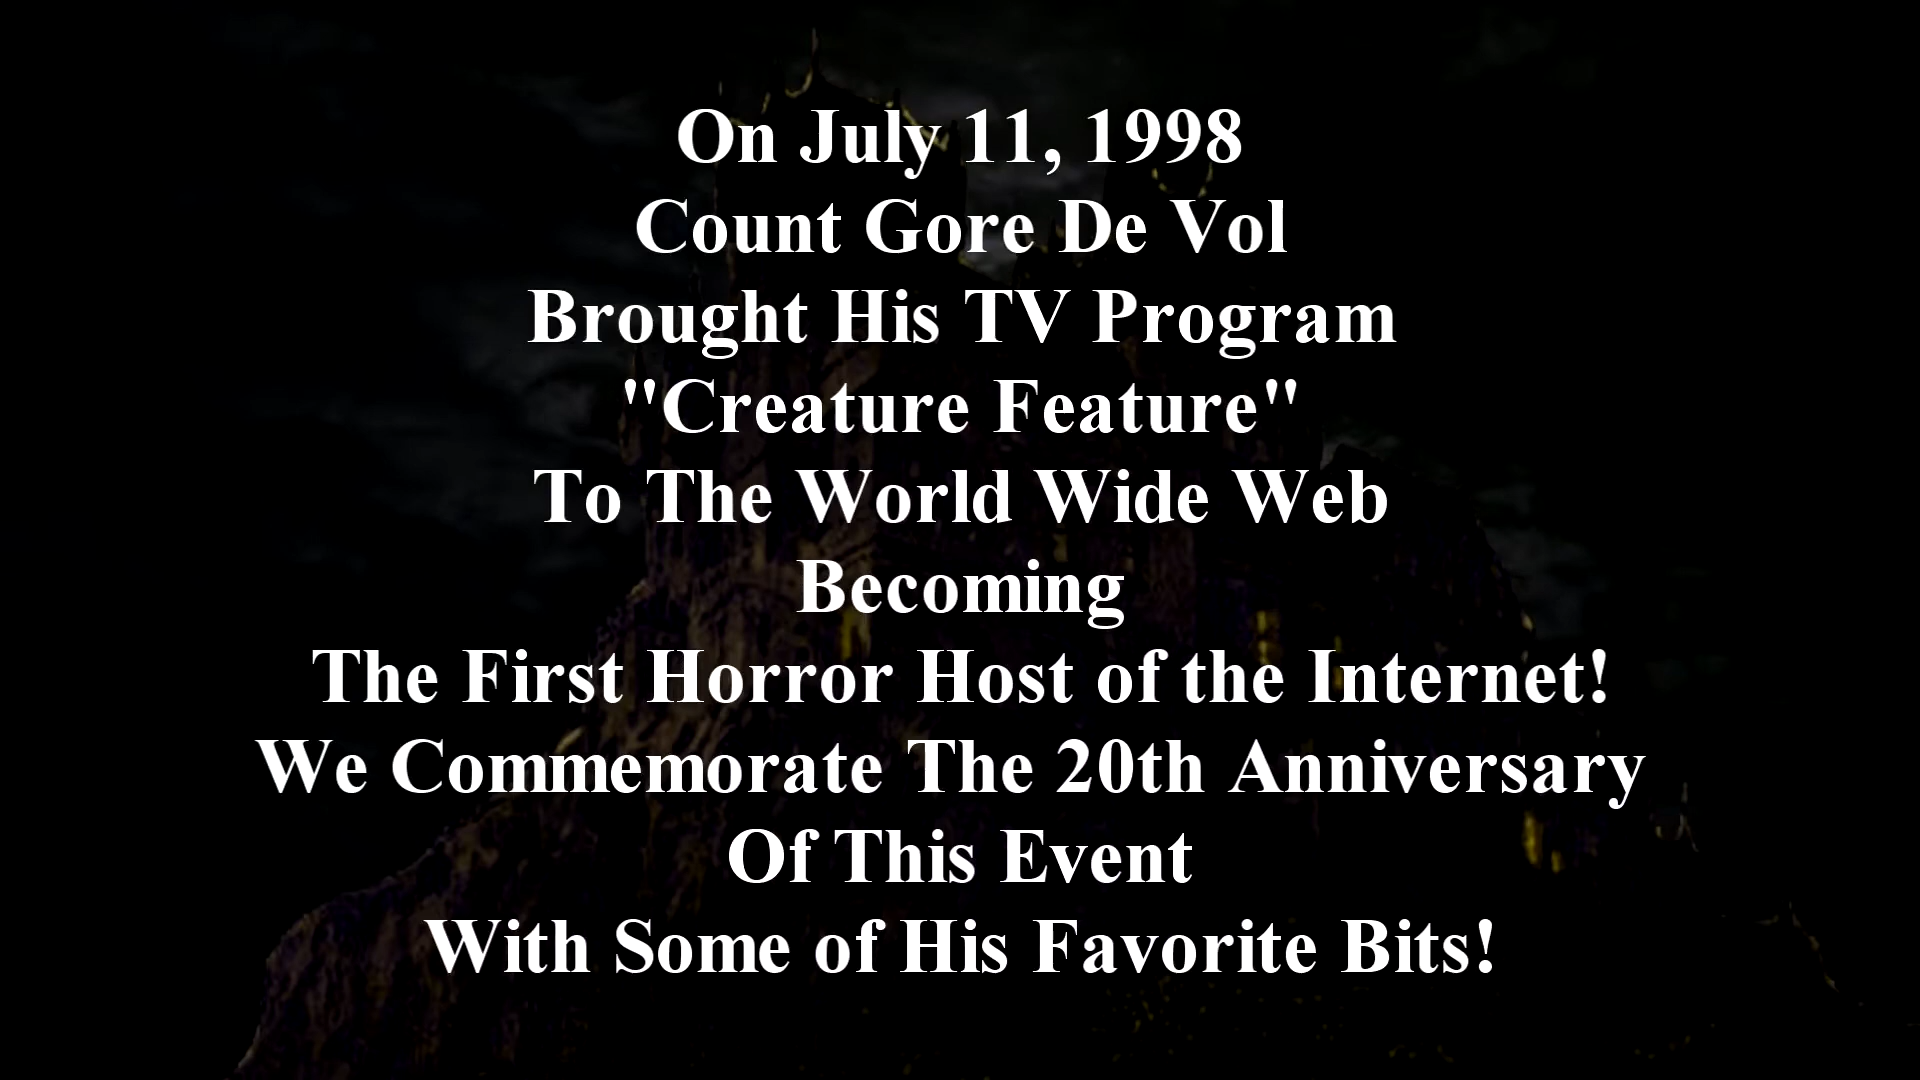 On July 11, 1998
Count Gore De Vol
Brought His TV Program
"Creature Feature"
To The World Wide Web
Becoming
The First Horror Host of the Internet!
We Commemorate The 20th Anniversary
Of This Event
With Some of His Favorite Bits!